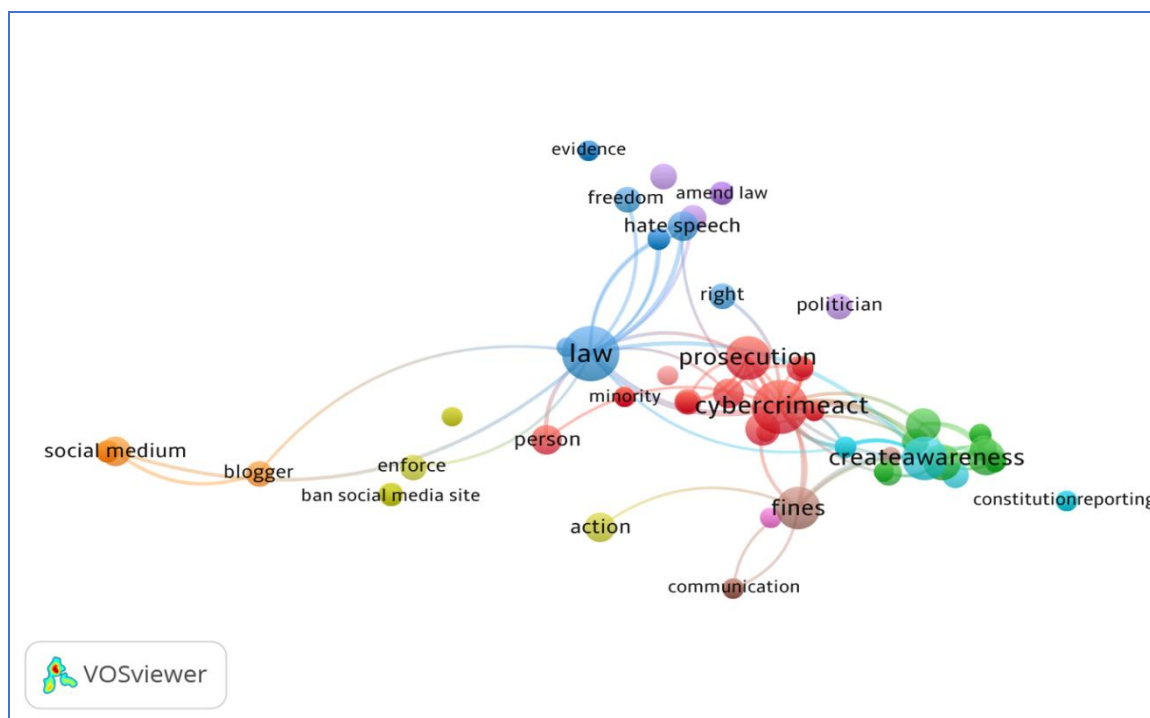 evidence
amend law
freedom
hate speech
right
politician
law
prosecution
minority
cybercrimeact
person
social medium
blogger
enforce
createawareness
ban social media site
constitutionreporting
fines
action
communication
VOSviewer